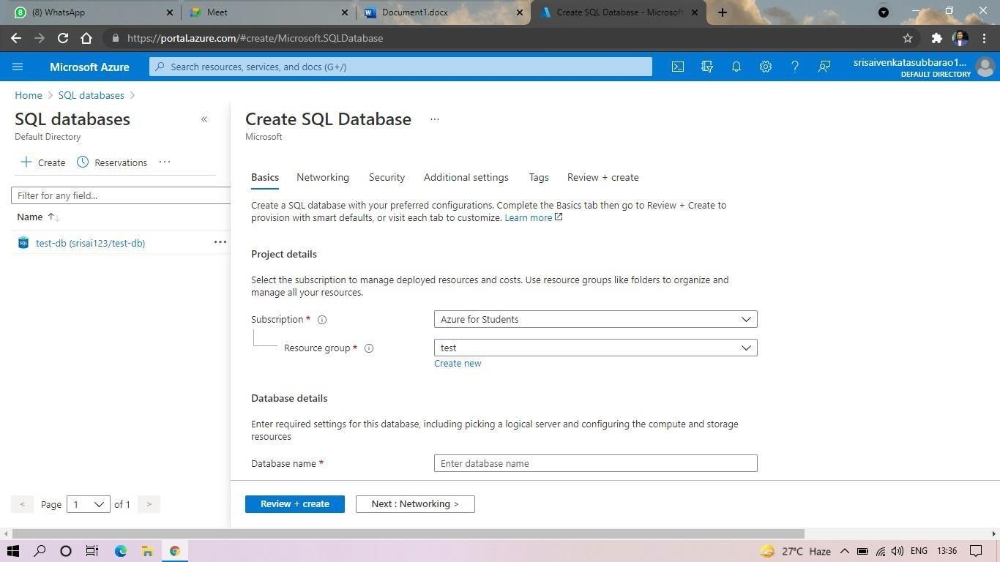 (8) WhatsApp
Meet
Document1.docx
Create SQL Database - Microsoft
https://portal.azure.com/#create/Microsoft.SQLDatabase
Microsoft Azure
Search resources, services, and docs (G+/)
srisaivenkatasubbarao1...
DEFAULT DIRECTORY
Home > SQL databases >
SQL databases
Default Directory
+ Create Reservations ...
Filter for any field...
Name ↑↓
test-db (srisai123/test-db)
Page 1 of 1
Create SQL Database ...
Microsoft
Basics Networking Security Additional settings Tags Review + create
Create a SQL database with your preferred configurations. Complete the Basics tab then go to Review + Create to
provision with smart defaults, or visit each tab to customize. Learn more
Project details
Select the subscription to manage deployed resources and costs. Use resource groups like folders to organize and
manage all your resources.
Subscription * Azure for Students
Resource group * test
Create new
Database details
Enter required settings for this database, including picking a logical server and configuring the compute and storage
resources
Database name * Enter database name
Review + create Next : Networking >
27°C Haze ENG 13:36